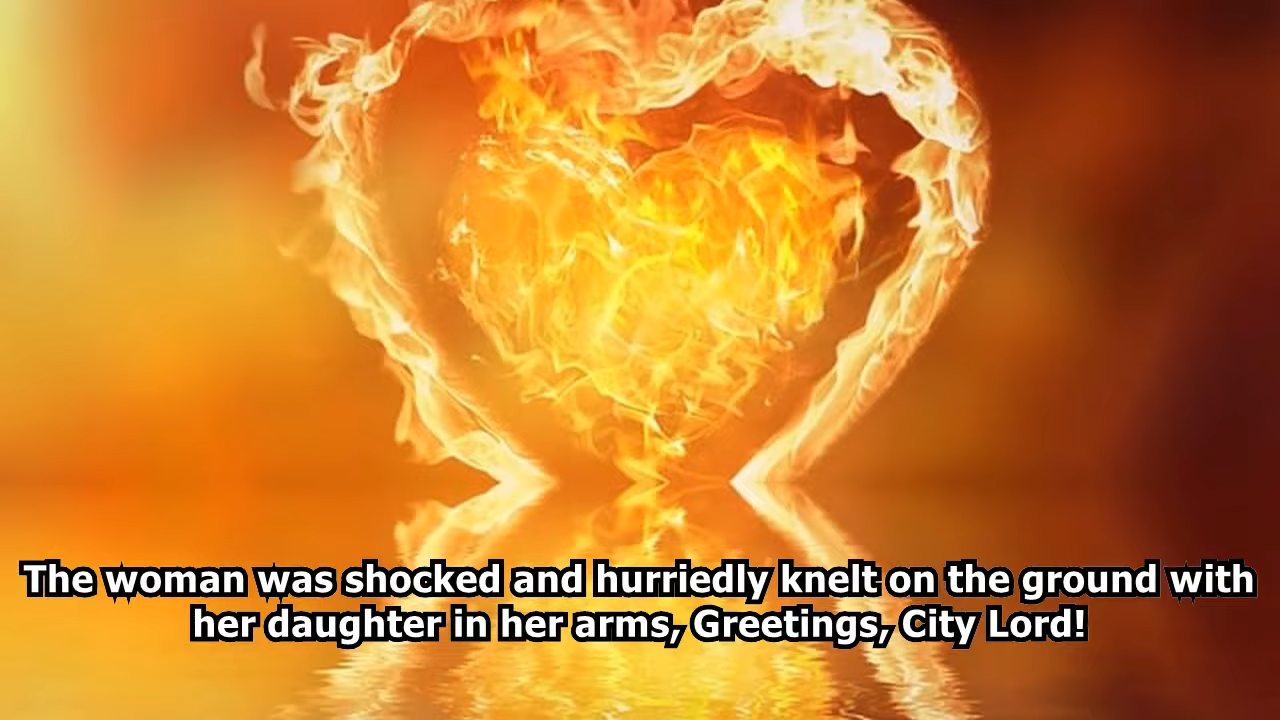 The woman was shocked and hurriedly knelt on the ground with
her daughter in her arms, Greetings, City Lord!